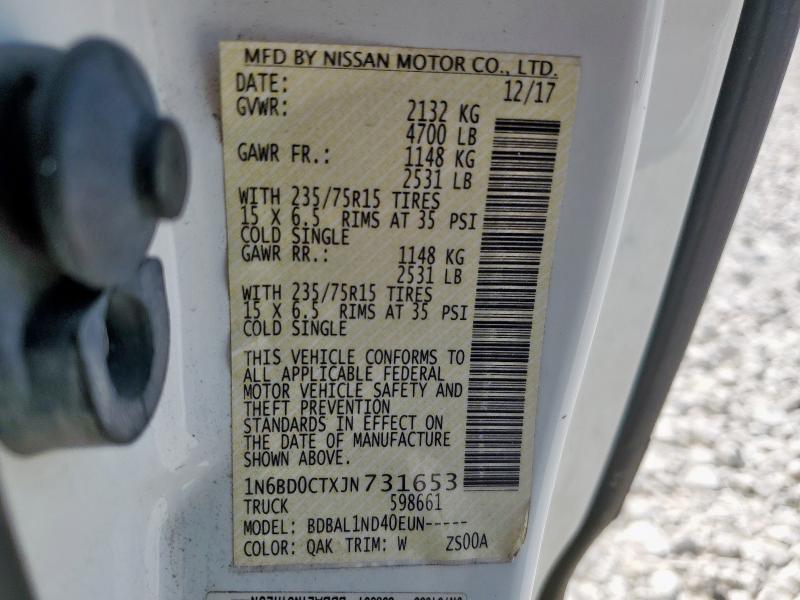 MFD BY NISSAN MOTOR CO., LTD.
DATE: 12/17
GVWR: 2132 KG
4700 LB
GAWR FR.: 1148 KG
2531 LB
WITH 235/75R15 TIRES
15 X 6.5 RIMS AT 35 PSI
COLD SINGLE
GAWR RR.: 1148 KG
2531 LB
WITH 235/75R15 TIRES
15 X 6.5 RIMS AT 35 PSI
COLD SINGLE
THIS VEHICLE CONFORMS TO
ALL APPLICABLE FEDERAL
MOTOR VEHICLE SAFETY AND
THEFT PREVENTION
STANDARDS IN EFFECT ON
THE DATE OF MANUFACTURE
SHOWN ABOVE.
1N6BD0CTXJN731653
TRUCK 598661
MODEL: BDBAL1ND40EUN-----
COLOR: QAK TRIM: W ZS00A